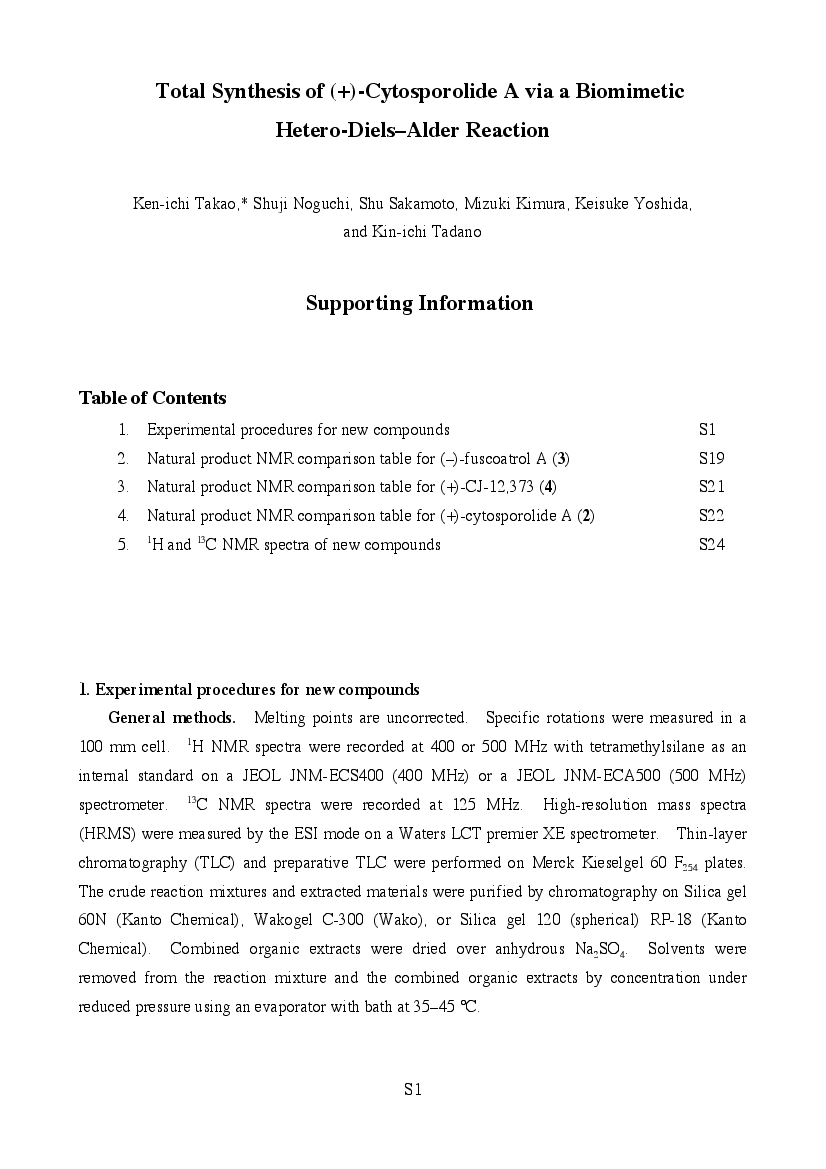 Total Synthesis of (+)-Cytosporolide A via a Biomimetic
Hetero-Diels–Alder Reaction
Ken-ichi Takao,* Shuji Noguchi, Shu Sakamoto, Mizuki Kimura, Keisuke Yoshida,
and Kin-ichi Tadano
Supporting Information
Table of Contents
1. Experimental procedures for new compounds S1
2. Natural product NMR comparison table for (–)-fuscoatrol A (3) S19
3. Natural product NMR comparison table for (+)-CJ-12,373 (4) S21
4. Natural product NMR comparison table for (+)-cytosporolide A (2) S22
5. ¹H and ¹³C NMR spectra of new compounds S24
1. Experimental procedures for new compounds
General methods. Melting points are uncorrected. Specific rotations were measured in a
100 mm cell. ¹H NMR spectra were recorded at 400 or 500 MHz with tetramethylsilane as an
internal standard on a JEOL JNM-ECS400 (400 MHz) or a JEOL JNM-ECA500 (500 MHz)
spectrometer. ¹³C NMR spectra were recorded at 125 MHz. High-resolution mass spectra
(HRMS) were measured by the ESI mode on a Waters LCT premier XE spectrometer. Thin-layer
chromatography (TLC) and preparative TLC were performed on Merck Kieselgel 60 F₂₅₄ plates.
The crude reaction mixtures and extracted materials were purified by chromatography on Silica gel
60N (Kanto Chemical), Wakogel C-300 (Wako), or Silica gel 120 (spherical) RP-18 (Kanto
Chemical). Combined organic extracts were dried over anhydrous Na₂SO₄. Solvents were
removed from the reaction mixture and the combined organic extracts by concentration under
reduced pressure using an evaporator with bath at 35–45 °C.
S1